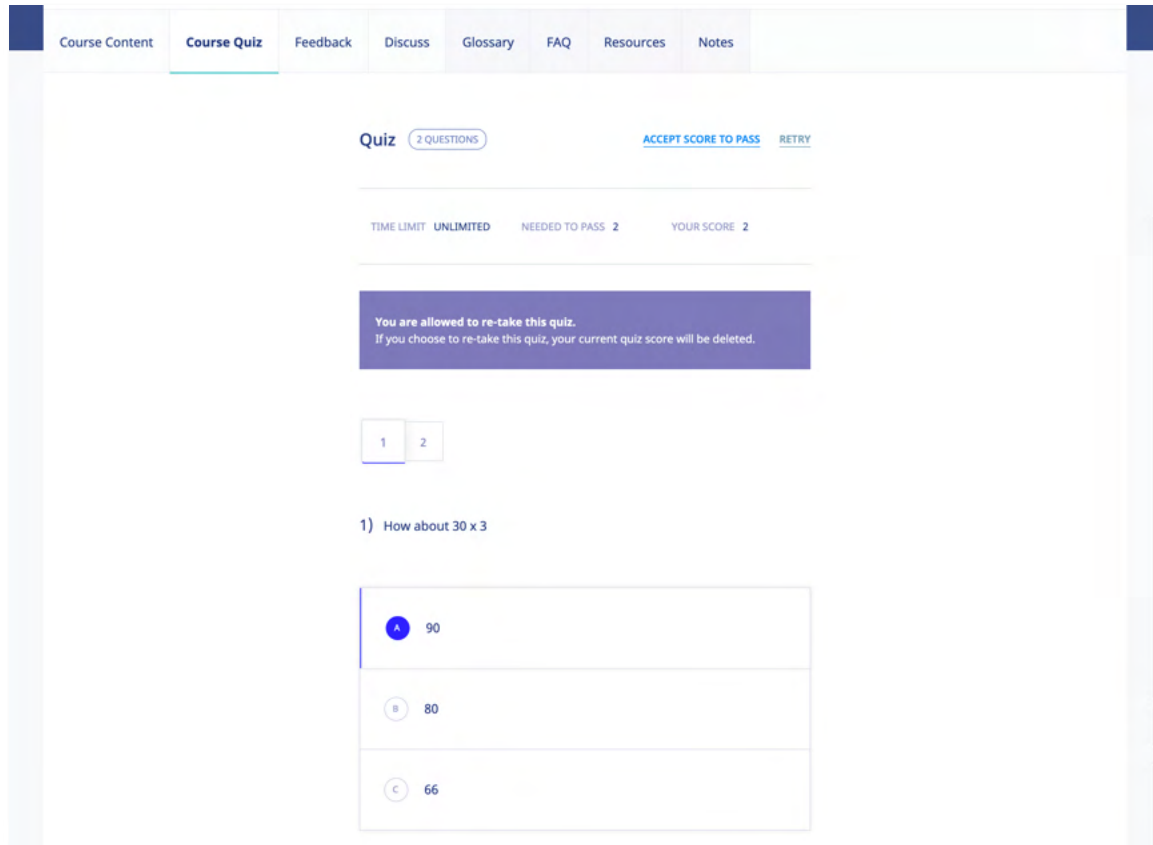 Course Content Course Quiz Feedback Discuss Glossary FAQ Resources Notes
Quiz 2 QUESTIONS ACCEPT SCORE TO PASS RETRY
TIME LIMIT UNLIMITED NEEDED TO PASS 2 YOUR SCORE 2
You are allowed to re-take this quiz.
If you choose to re-take this quiz, your current quiz score will be deleted.
1 2
1) How about 30 x 3
A 90
B 80
C 66